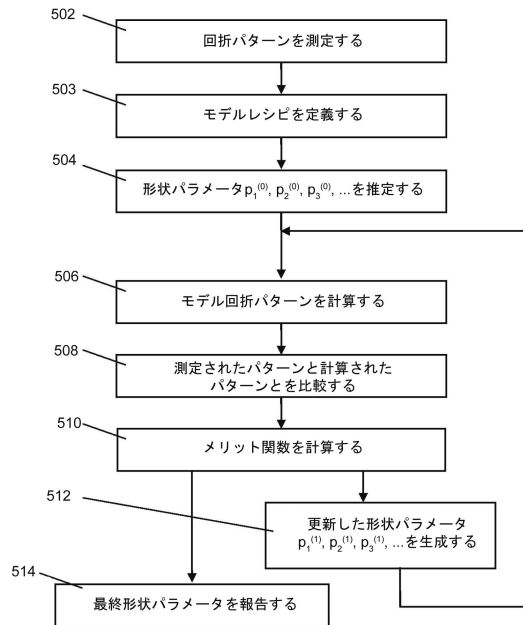 502
回折パターンを測定する
503
モデルレシピを定義する
504
形状パラメータp₁⁽⁰⁾, p₂⁽⁰⁾, p₃⁽⁰⁾, ...を推定する
506
モデル回折パターンを計算する
508
測定されたパターンと計算された
パターンとを比較する
510
メリット関数を計算する
512
更新した形状パラメータ
p₁⁽¹⁾, p₂⁽¹⁾, p₃⁽¹⁾, ...を生成する
514
最終形状パラメータを報告する